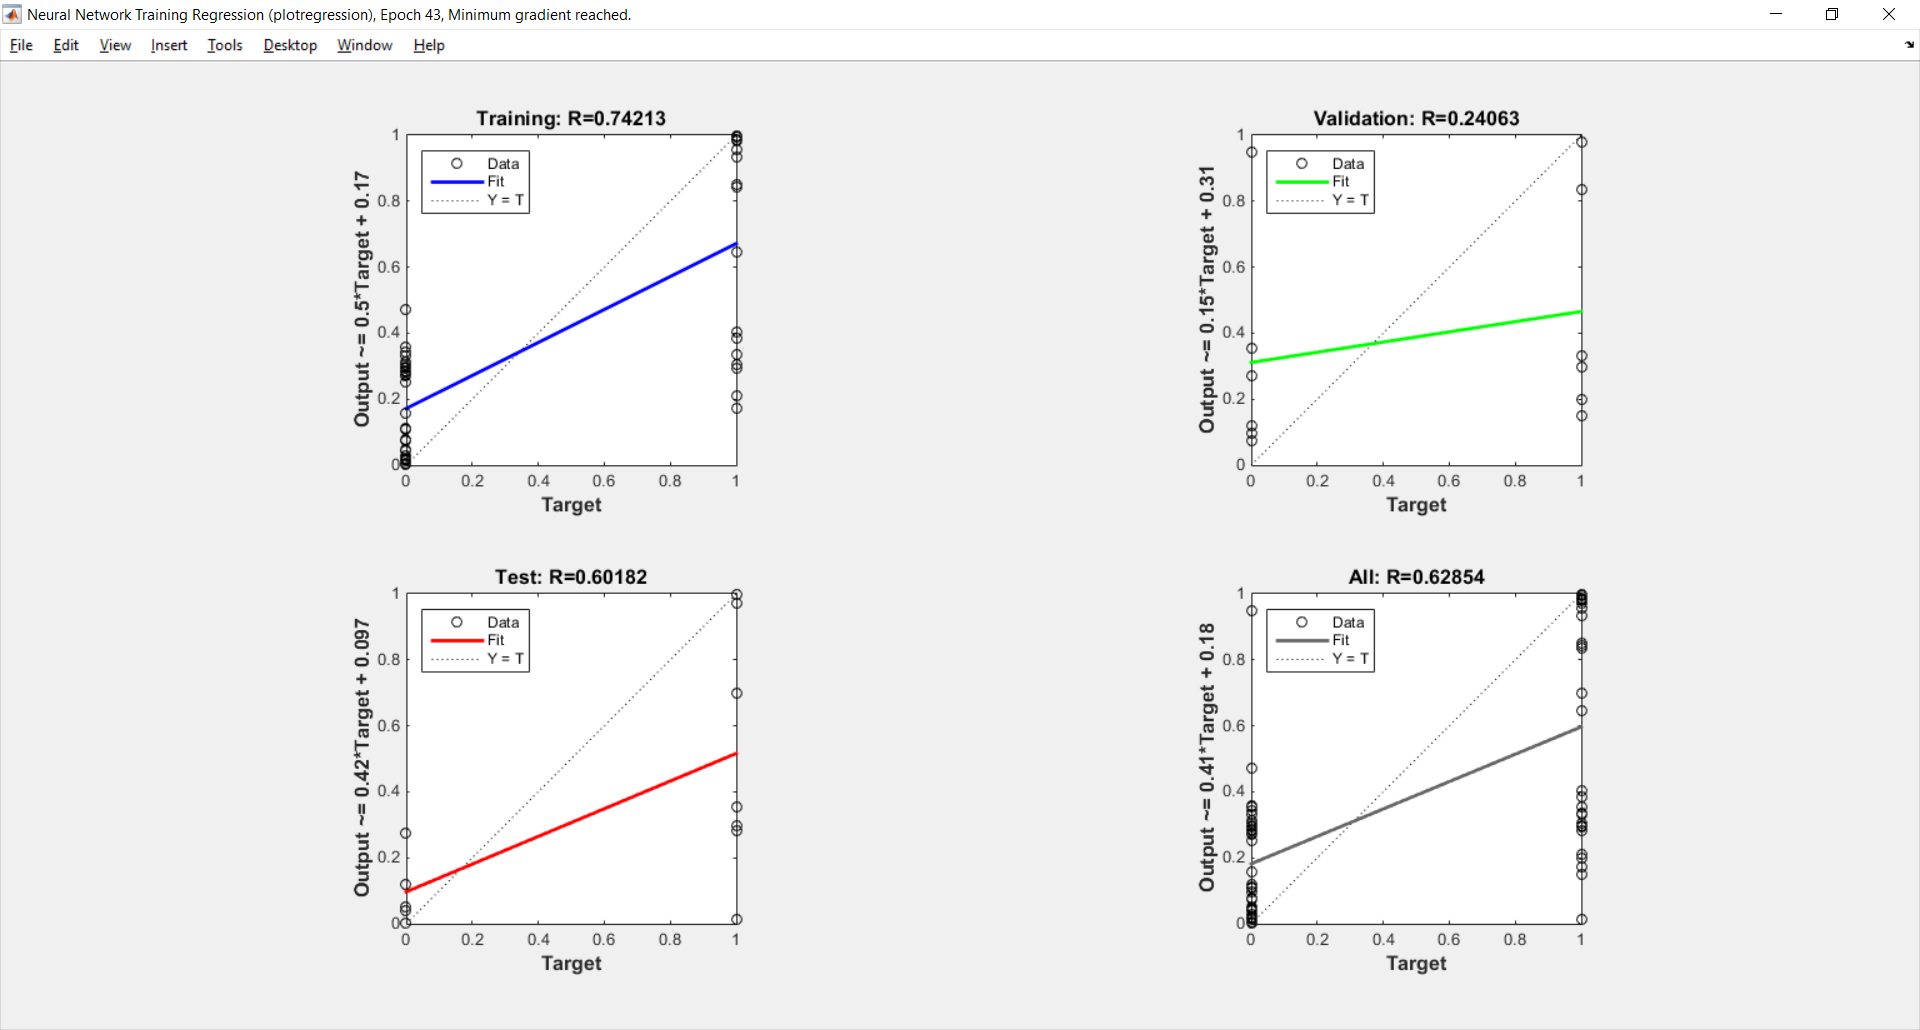 Neural Network Training Regression (plotregression), Epoch 43, Minimum gradient reached.
File Edit View Insert Tools Desktop Window Help
Training: R=0.74213
Output ~= 0.5*Target + 0.17
1
0.8
0.6
0.4
0.2
0
Data
Fit
Y = T
0 0.2 0.4 0.6 0.8 1
Target
Validation: R=0.24063
Output ~= 0.15*Target + 0.31
1
0.8
0.6
0.4
0.2
0
Data
Fit
Y = T
0 0.2 0.4 0.6 0.8 1
Target
Test: R=0.60182
Output ~= 0.42*Target + 0.097
1
0.8
0.6
0.4
0.2
0
Data
Fit
Y = T
0 0.2 0.4 0.6 0.8 1
Target
All: R=0.62854
Output ~= 0.41*Target + 0.18
1
0.8
0.6
0.4
0.2
0
Data
Fit
Y = T
0 0.2 0.4 0.6 0.8 1
Target